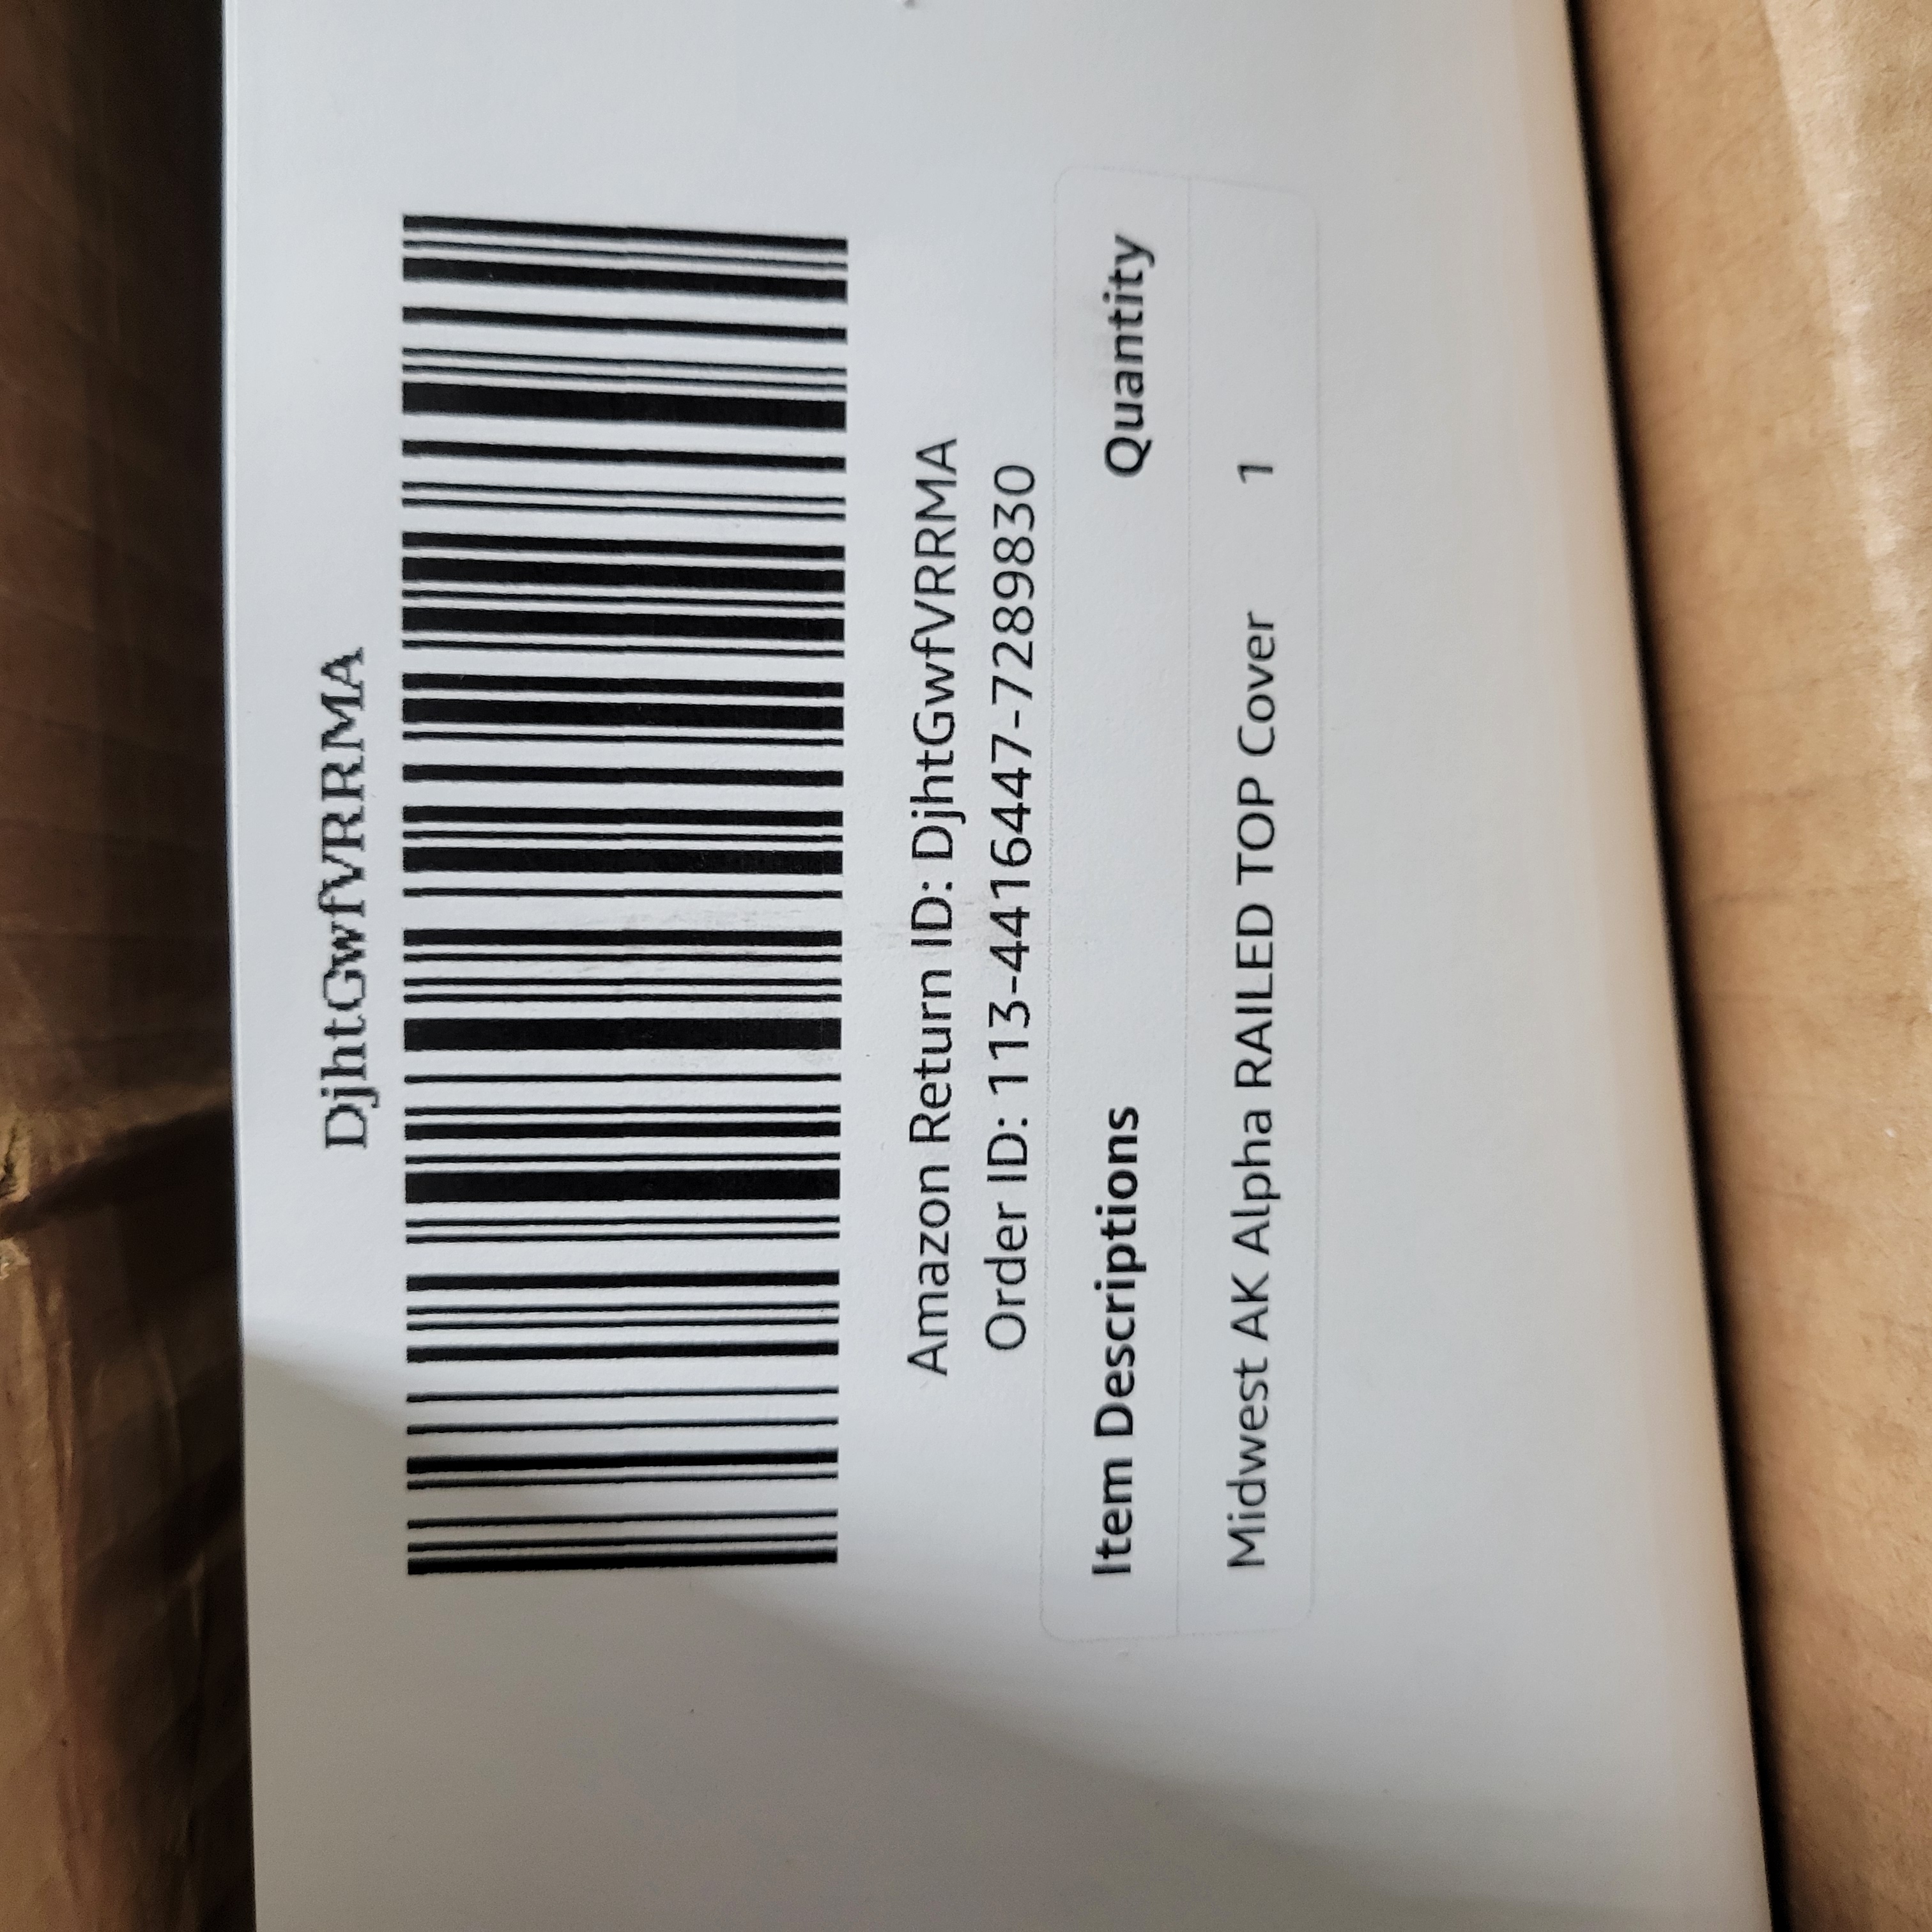 DjhtGwfVRRMA
Amazon Return ID: DjhtGwfVRRMA
Order ID: 113-4416447-7289830
Item Descriptions Quantity
Midwest AK Alpha RAILED TOP Cover 1